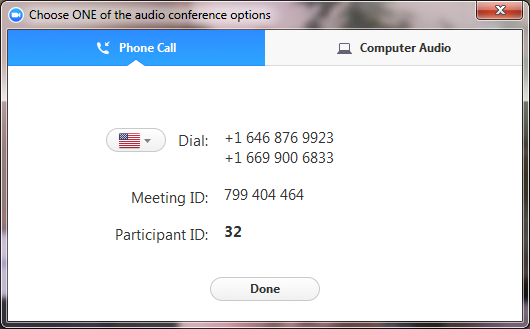 Choose ONE of the audio conference options
Phone Call
Computer Audio
Dial: +1 646 876 9923
+1 669 900 6833
Meeting ID: 799 404 464
Participant ID: 32
Done